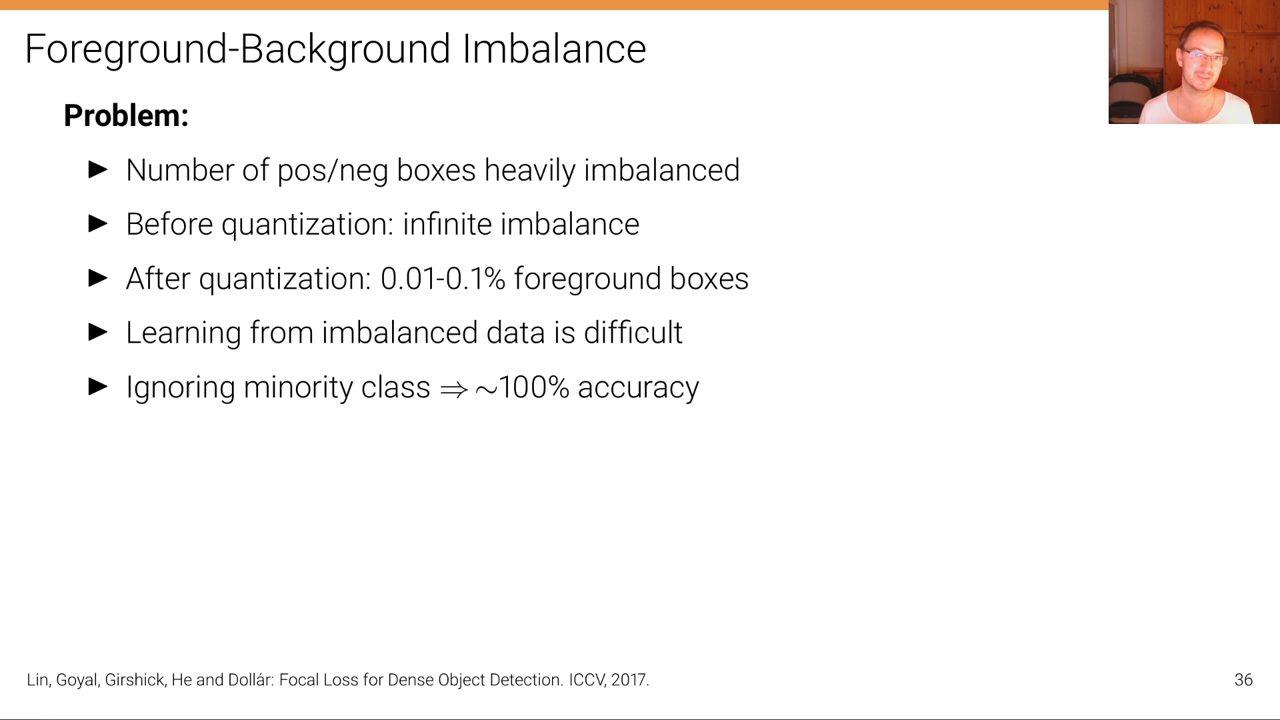 Foreground-Background Imbalance
Problem:
▶ Number of pos/neg boxes heavily imbalanced
▶ Before quantization: infinite imbalance
▶ After quantization: 0.01-0.1% foreground boxes
▶ Learning from imbalanced data is difficult
▶ Ignoring minority class ⇒ ∼100% accuracy
Lin, Goyal, Girshick, He and Dollár: Focal Loss for Dense Object Detection. ICCV, 2017.
36